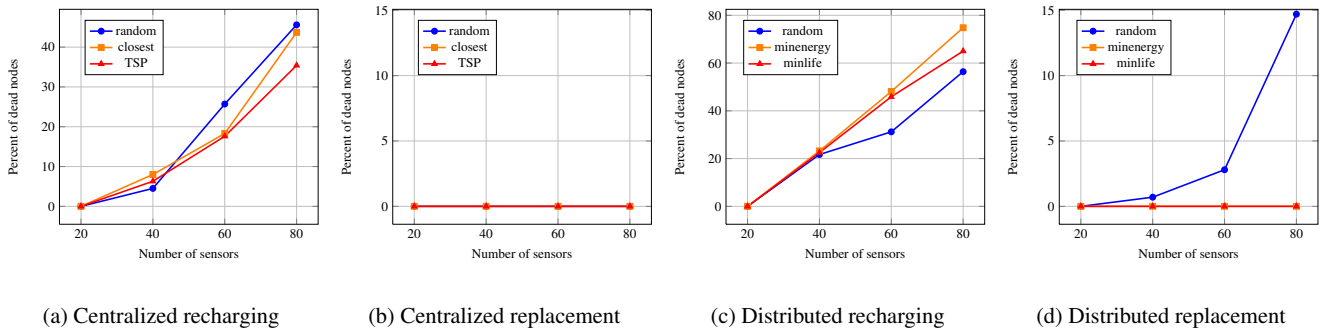 random
closest
TSP
Percent of dead nodes
40
30
20
10
0
20 40 60 80
Number of sensors
(a) Centralized recharging
random
closest
TSP
Percent of dead nodes
15
10
5
0
20 40 60 80
Number of sensors
(b) Centralized replacement
random
minenergy
minlife
Percent of dead nodes
80
60
40
20
0
20 40 60 80
Number of sensors
(c) Distributed recharging
random
minenergy
minlife
Percent of dead nodes
15
10
5
0
20 40 60 80
Number of sensors
(d) Distributed replacement